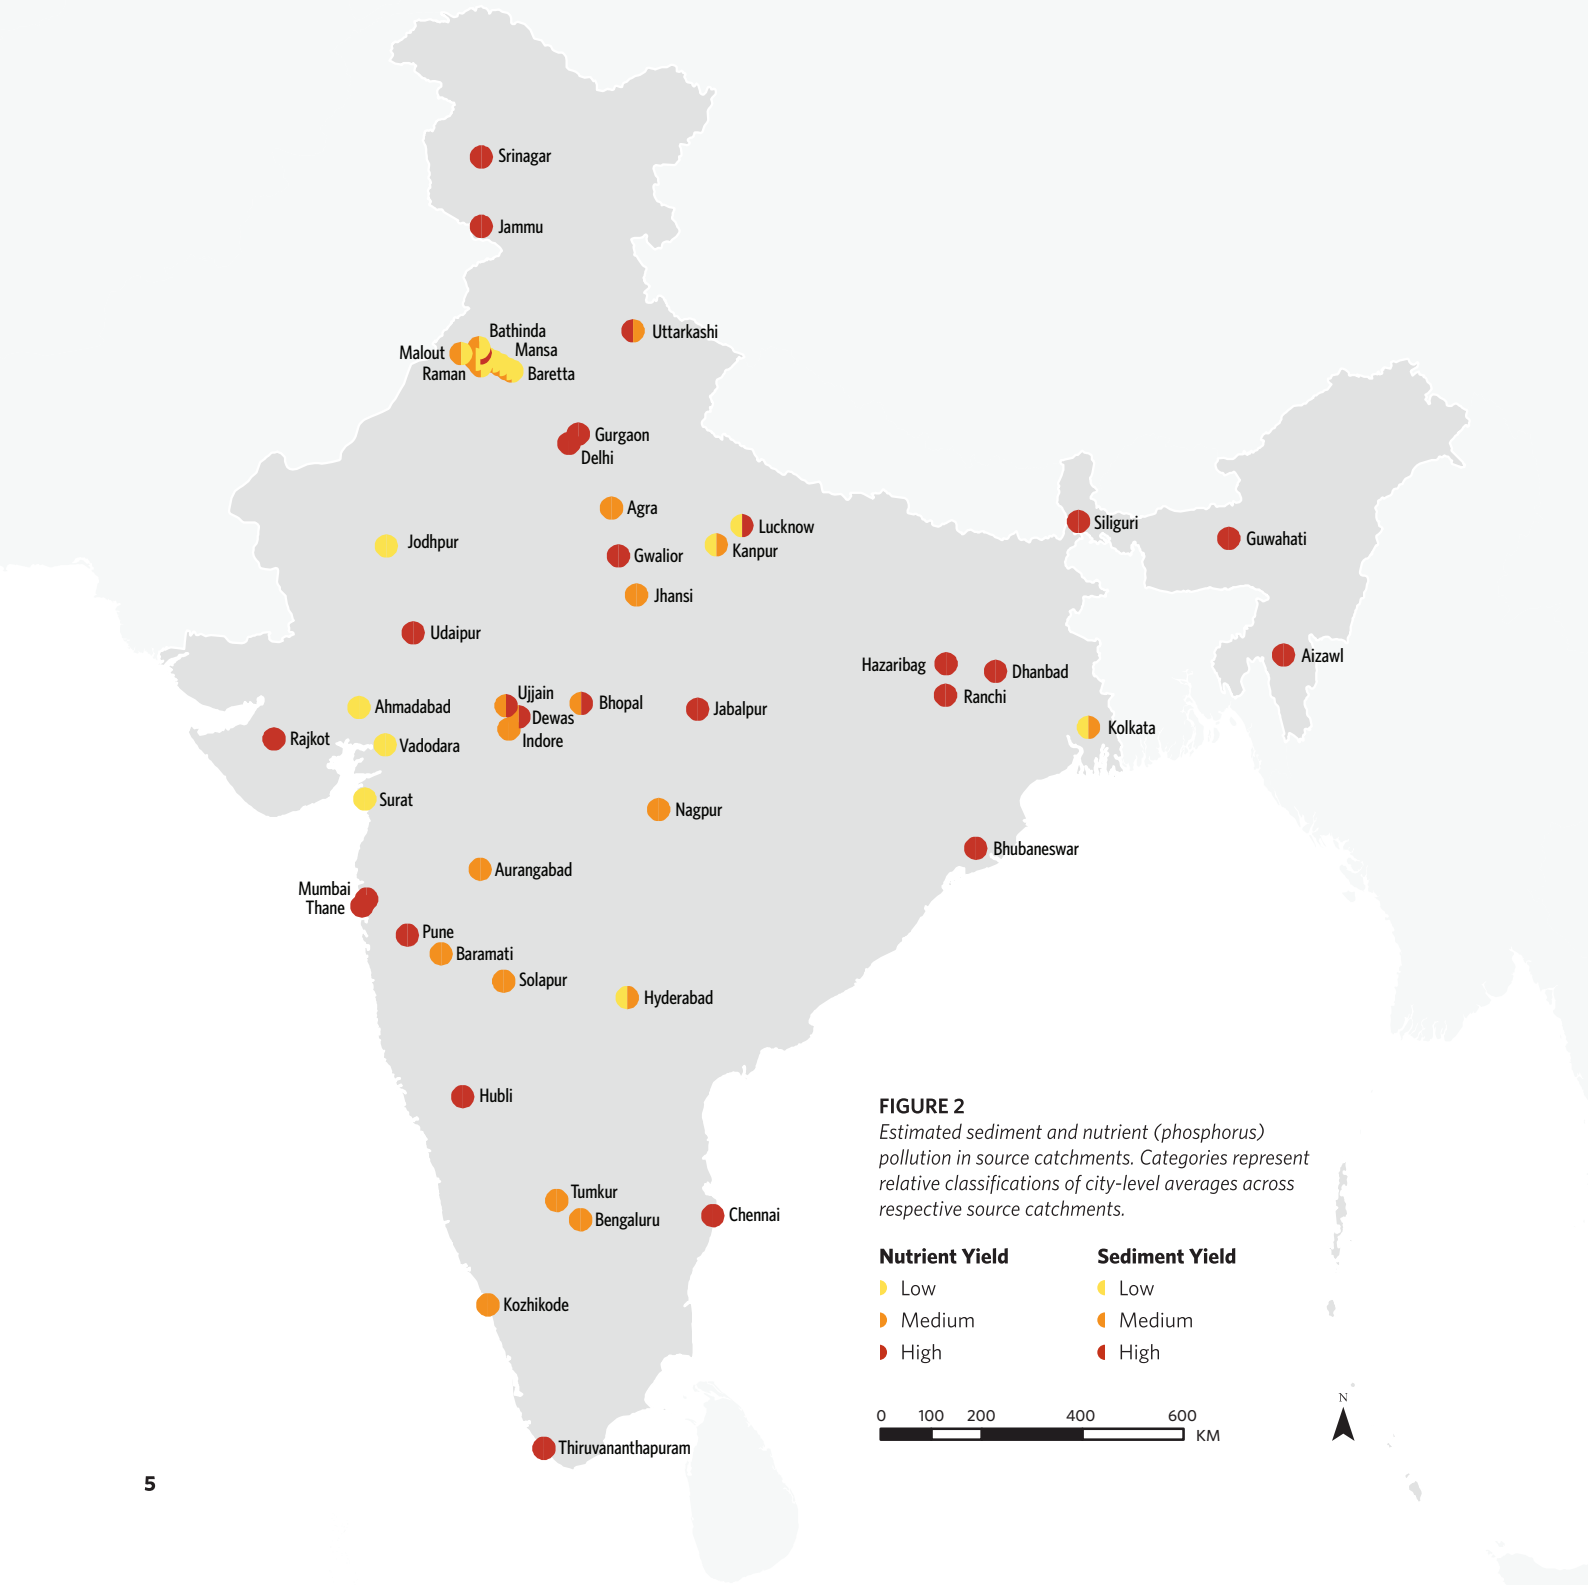 Srinagar
Jammu
Bathinda
Uttarkashi
Malout
Mansa
Raman
Baretta
Gurgaon
Delhi
Agra
Lucknow
Siliguri
Guwahati
Jodhpur
Kanpur
Gwalior
Jhansi
Udaipur
Aizawl
Hazaribag
Dhanbad
Ranchi
Ujjain
Bhopal
Ahmadabad
Jabalpur
Dewas
Kolkata
Rajkot
Indore
Vadodara
Surat
Nagpur
Bhubaneswar
Aurangabad
Mumbai
Thane
Pune
Baramati
Solapur
Hyderabad
Hubli
Tumkur
Chennai
Bengaluru
Kozhikode
Thiruvananthapuram
FIGURE 2
Estimated sediment and nutrient (phosphorus)
pollution in source catchments. Categories represent
relative classifications of city-level averages across
respective source catchments.
Nutrient Yield
Low
Medium
High
Sediment Yield
Low
Medium
High
0 100 200 400 600
KM
N
5